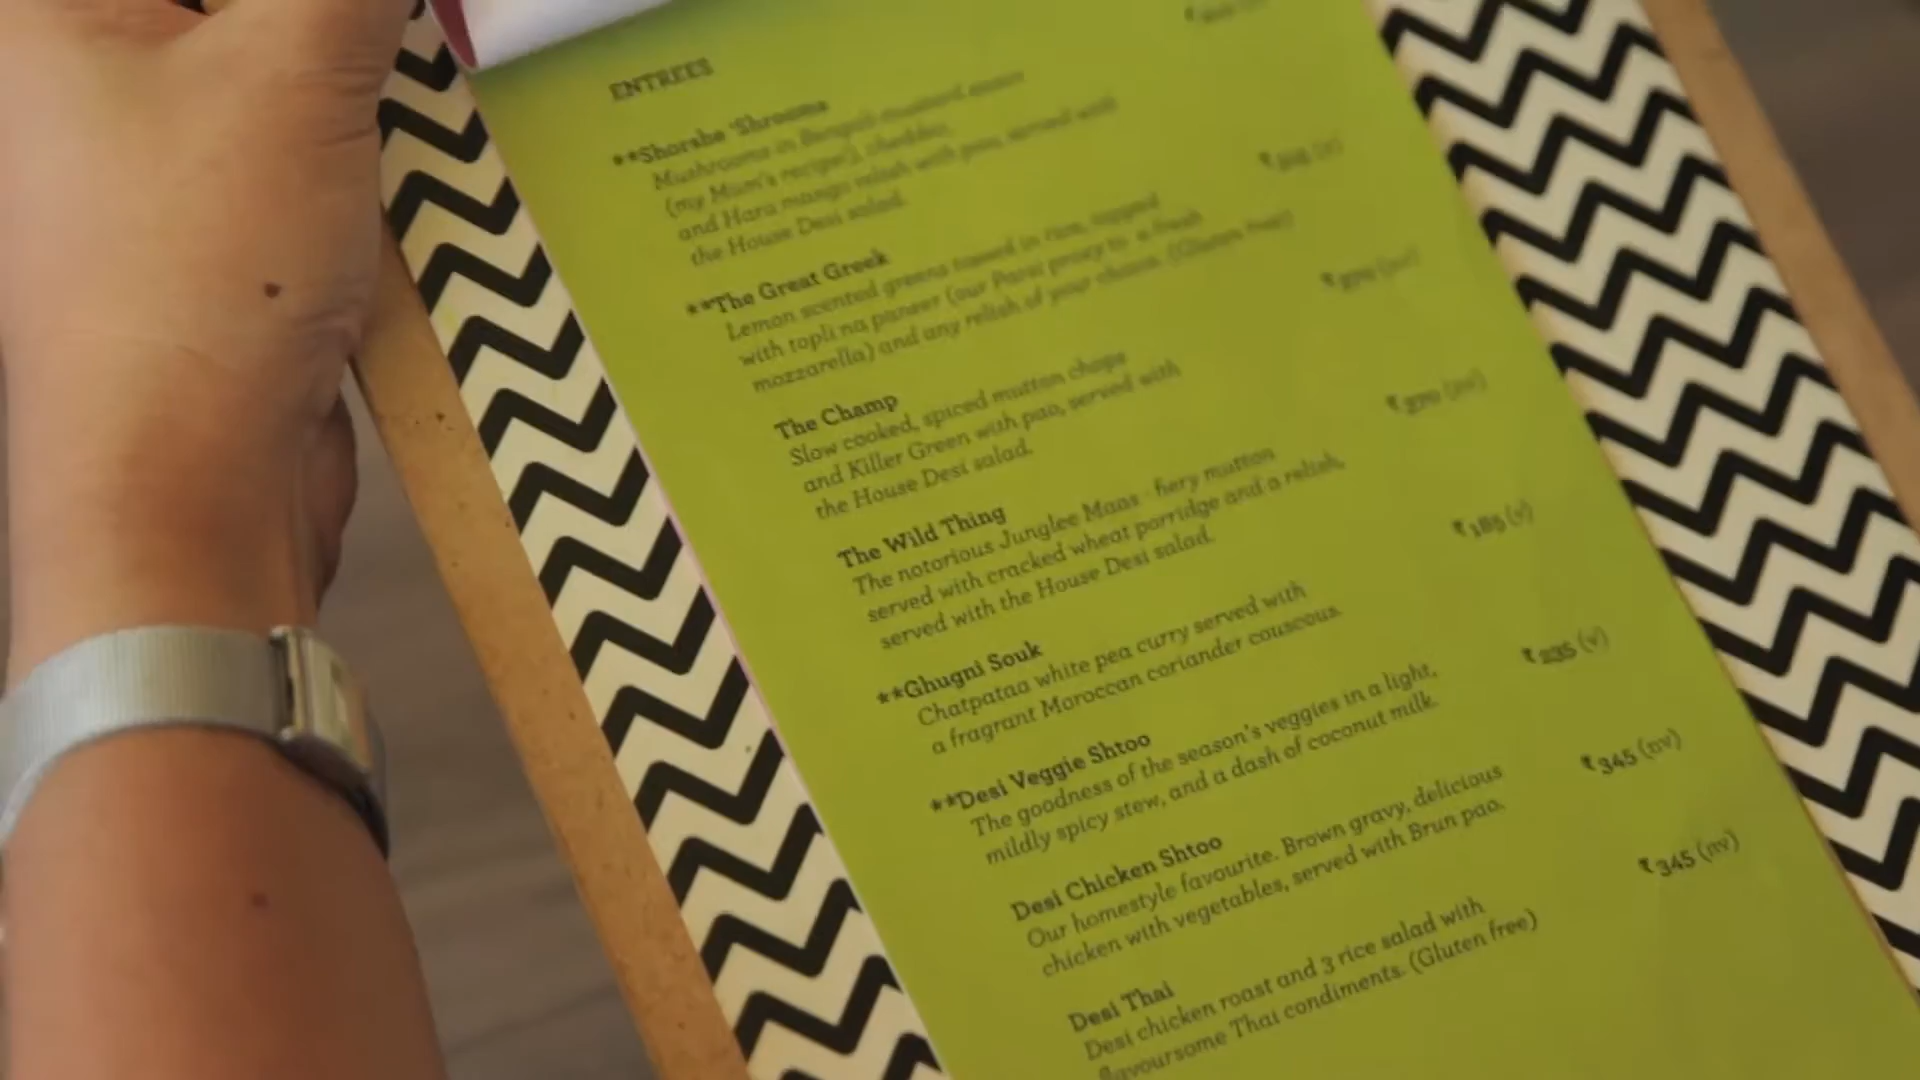 ENTREES
**Shorshe 'Shrooms
Mushrooms in Bengali mustard sauce
(my Mum's recipe!), cheddar,
and Hara mango relish with pao, served with
the House Desi salad.
**The Great Greek
Lemon scented greens tossed in rice, topped
with topli na paneer (our Parsi proxy to a fresh
mozzarella) and any relish of your choice. (Gluten free)
The Champ
Slow cooked, spiced mutton chops
and Killer Green with pao, served with
the House Desi salad.
₹370 (nv)
The Wild Thing
The notorious Junglee Maas - fiery mutton
served with cracked wheat porridge and a relish,
served with the House Desi salad.
₹370 (nv)
**Ghugni Souk
Chatpataa white pea curry served with
a fragrant Moroccan coriander couscous.
₹185 (v)
**Desi Veggie Shtoo
The goodness of the season's veggies in a light,
mildly spicy stew, and a dash of coconut milk.
₹235 (v)
Desi Chicken Shtoo
Our homestyle favourite. Brown gravy, delicious
chicken with vegetables, served with Brun pao.
₹345 (nv)
Desi Thai
Desi chicken roast and 3 rice salad with
flavoursome Thai condiments. (Gluten free)
₹345 (nv)